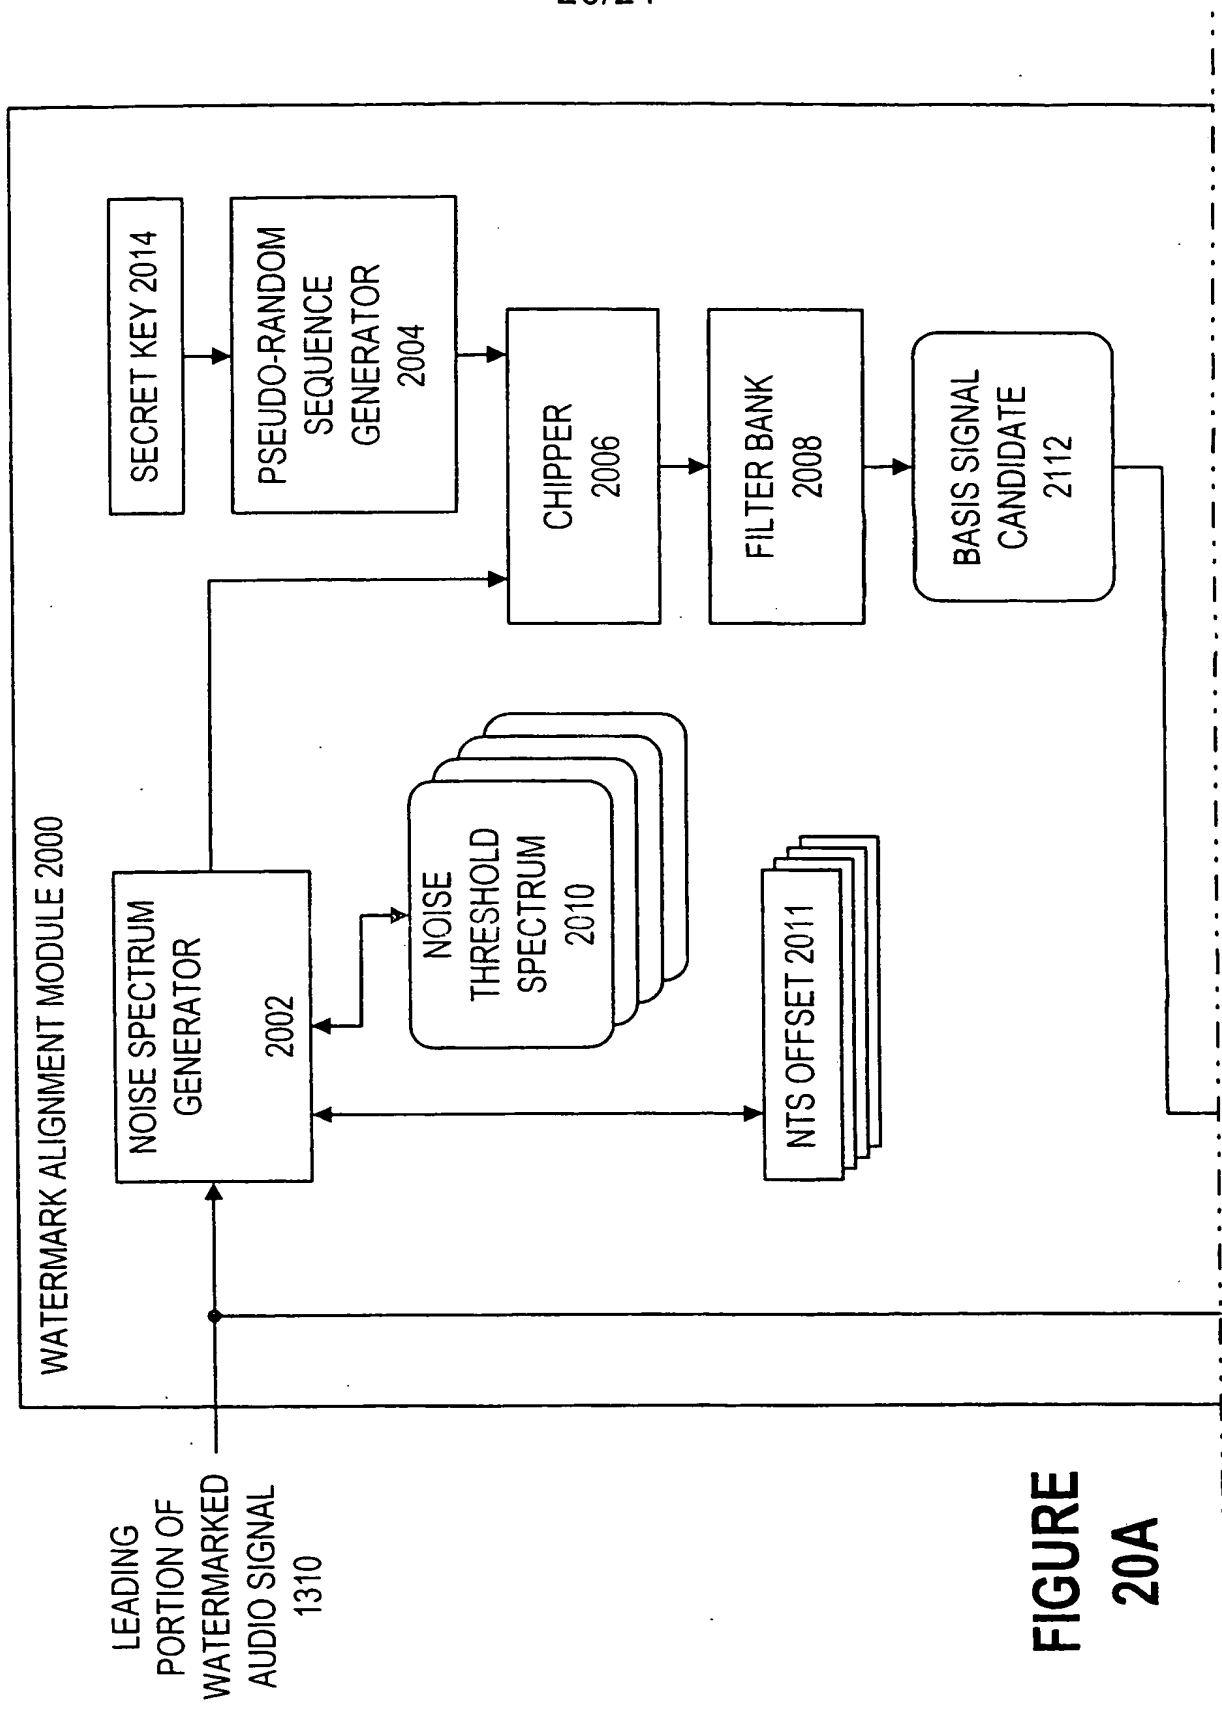 WATERMARK ALIGNMENT MODULE 2000
LEADING
PORTION OF
WATERMARKED
AUDIO SIGNAL
1310
NOISE SPECTRUM
GENERATOR
2002
SECRET KEY 2014
PSEUDO-RANDOM
SEQUENCE
GENERATOR
2004
NOISE
THRESHOLD
SPECTRUM
2010
CHIPPER
2006
NTS OFFSET 2011
FILTER BANK
2008
BASIS SIGNAL
CANDIDATE
2112
FIGURE
20A